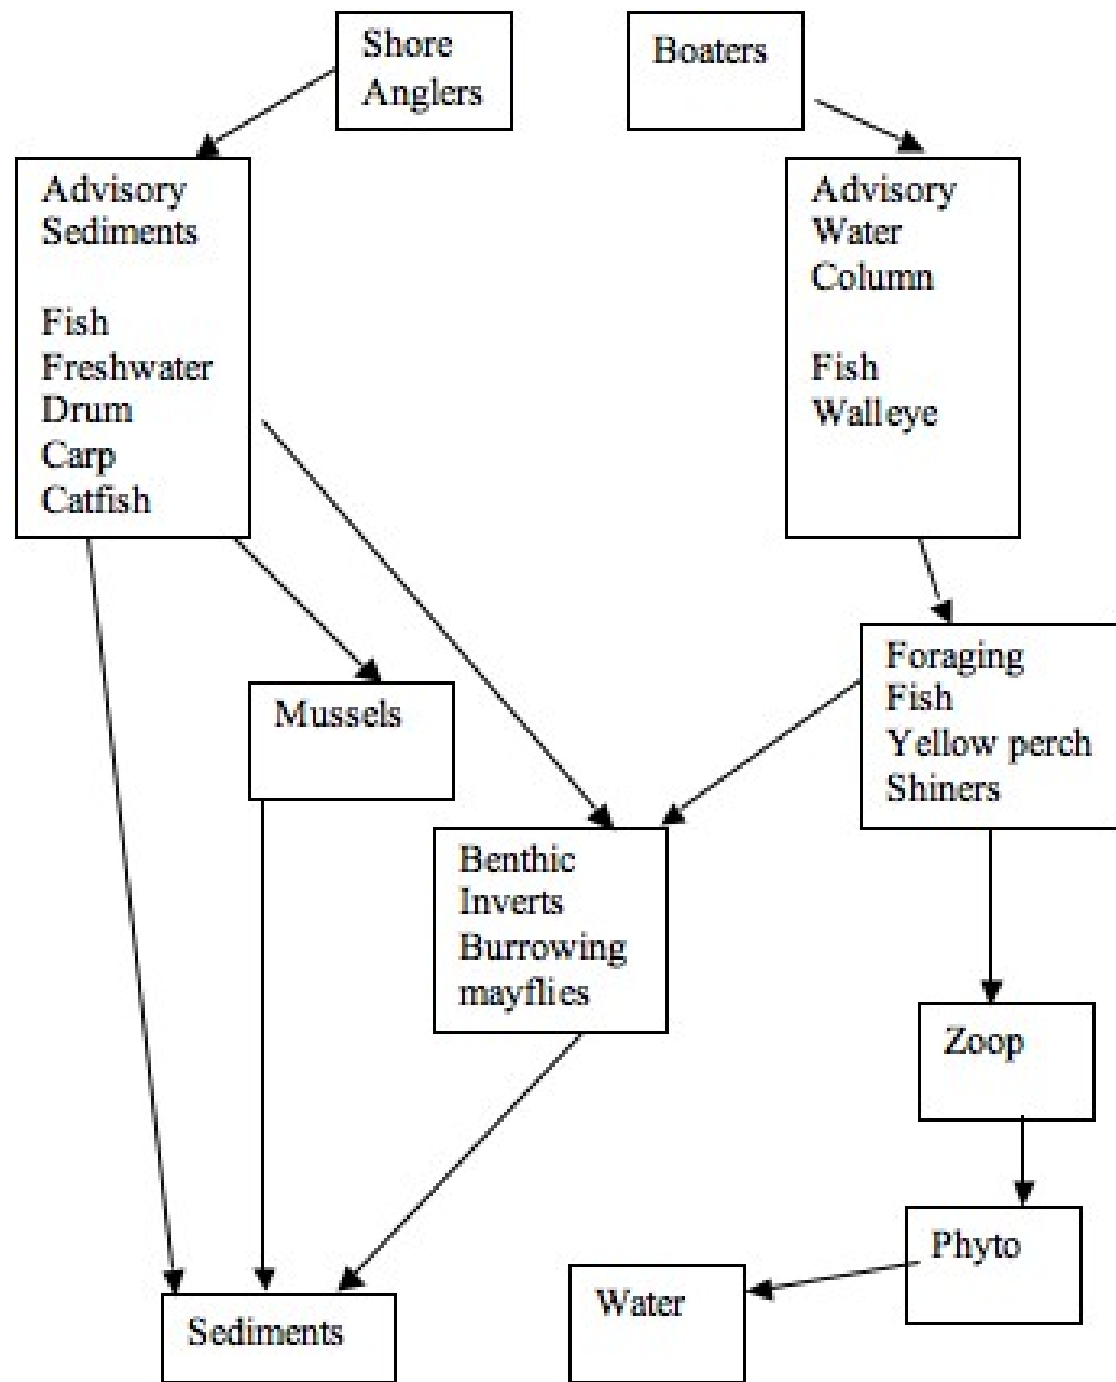 Shore
Anglers
Boaters
Advisory
Sediments
Fish
Freshwater
Drum
Carp
Catfish
Advisory
Water
Column
Fish
Walleye
Mussels
Foraging
Fish
Yellow perch
Shiners
Benthic
Inverts
Burrowing
mayflies
Zoop
Phyto
Water
Sediments